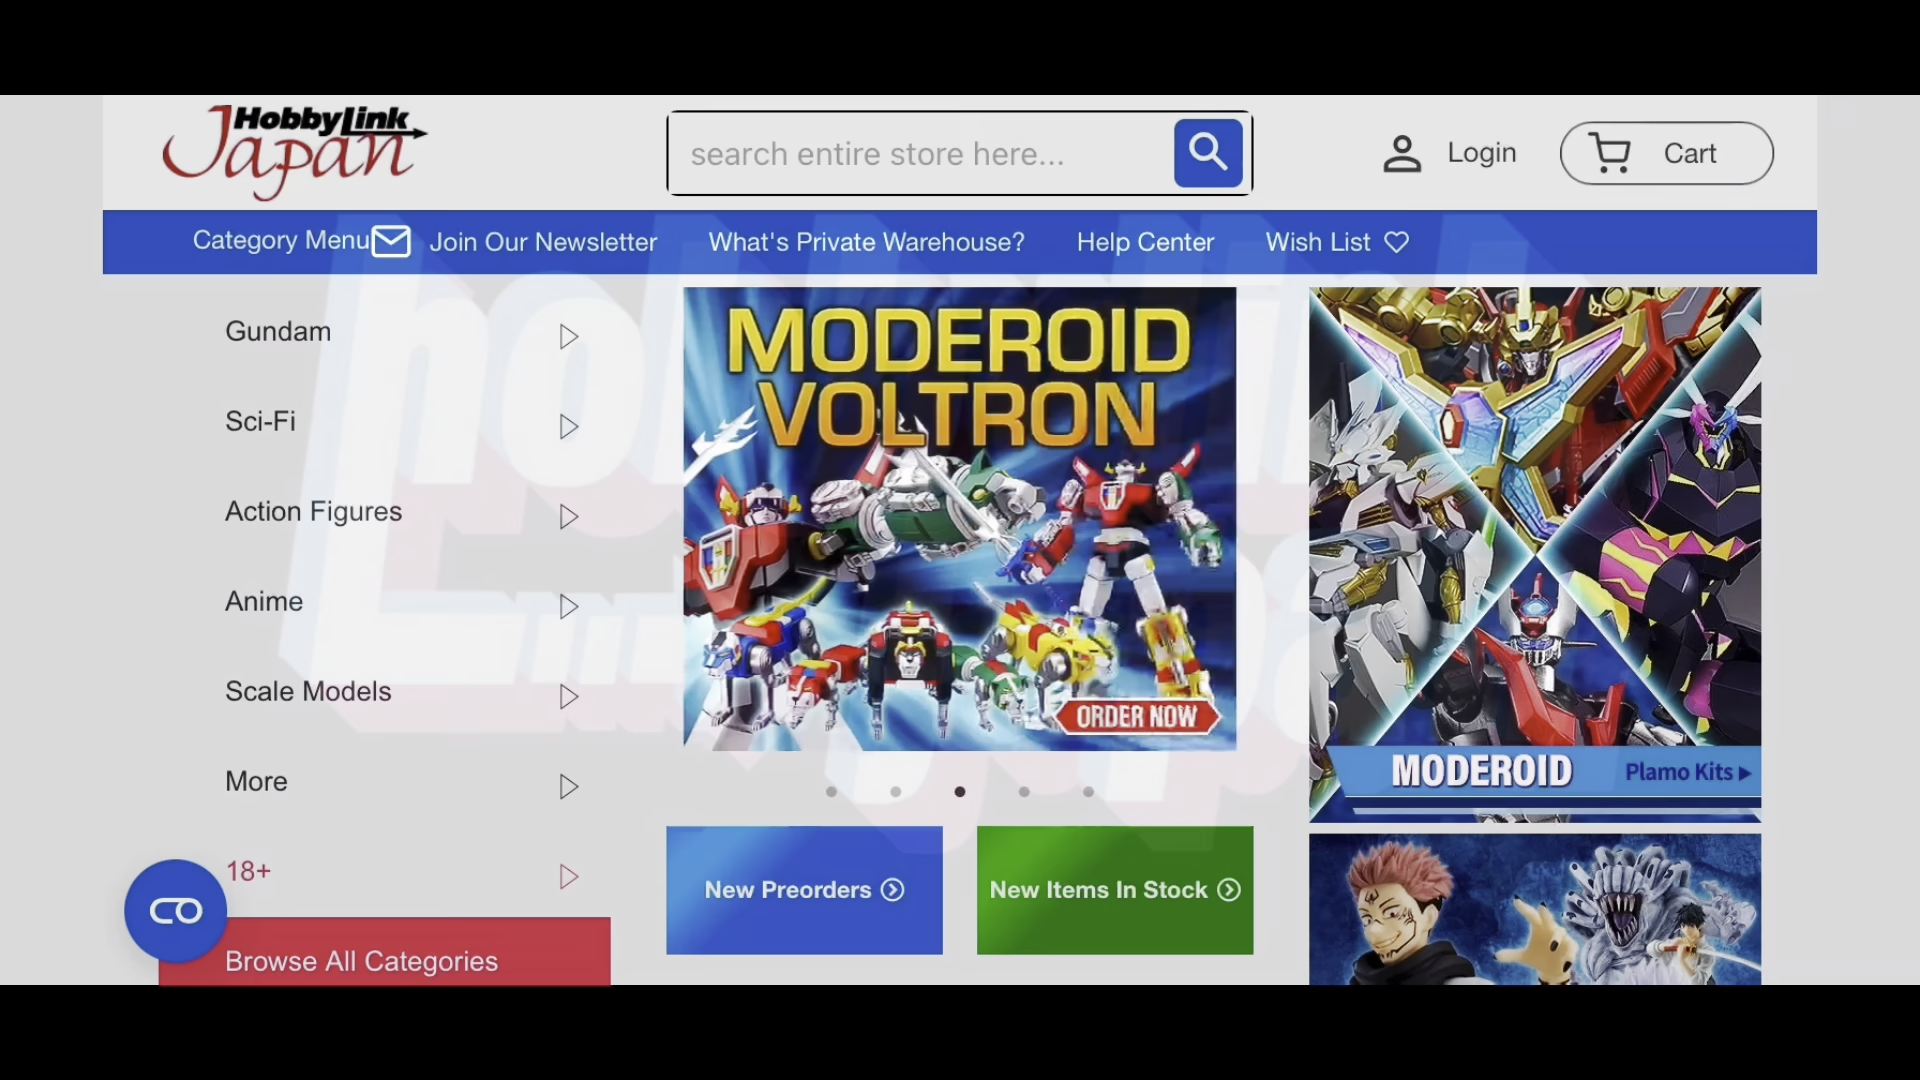 HobbyLink
Japan
search entire store here...
Login
Cart
Category Menu
Join Our Newsletter
What's Private Warehouse?
Help Center
Wish List
Gundam
Sci-Fi
Action Figures
Anime
Scale Models
More
18+
Browse All Categories
MODEROID
VOLTRON
ORDER NOW
New Preorders
New Items In Stock
MODEROID
Plamo Kits